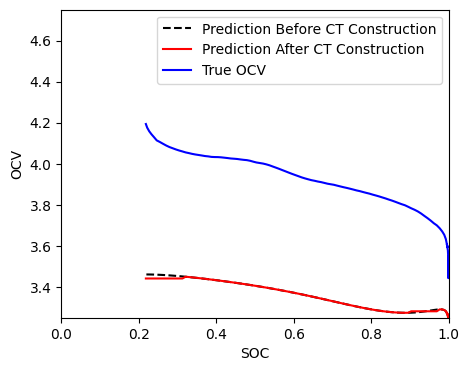 Prediction Before CT Construction
Prediction After CT Construction
True OCV
4.6
4.4
4.2
4.0
3.8
3.6
3.4
OCV
0.0 0.2 0.4 0.6 0.8 1.0
SOC